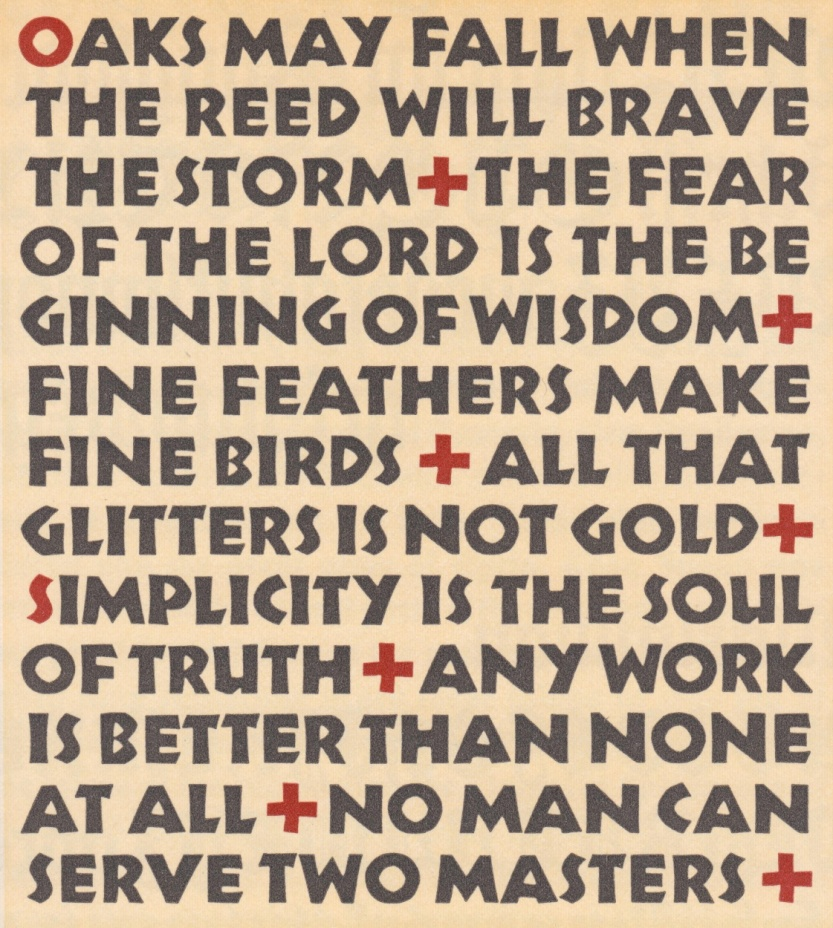 OAKS MAY FALL WHEN
THE REED WILL BRAVE
THE STORM + THE FEAR
OF THE LORD IS THE BE
GINNING OF WISDOM +
FINE FEATHERS MAKE
FINE BIRDS + ALL THAT
GLITTERS IS NOT GOLD +
SIMPLICITY IS THE SOUL
OF TRUTH + ANY WORK
IS BETTER THAN NONE
AT ALL + NO MAN CAN
SERVE TWO MASTERS +